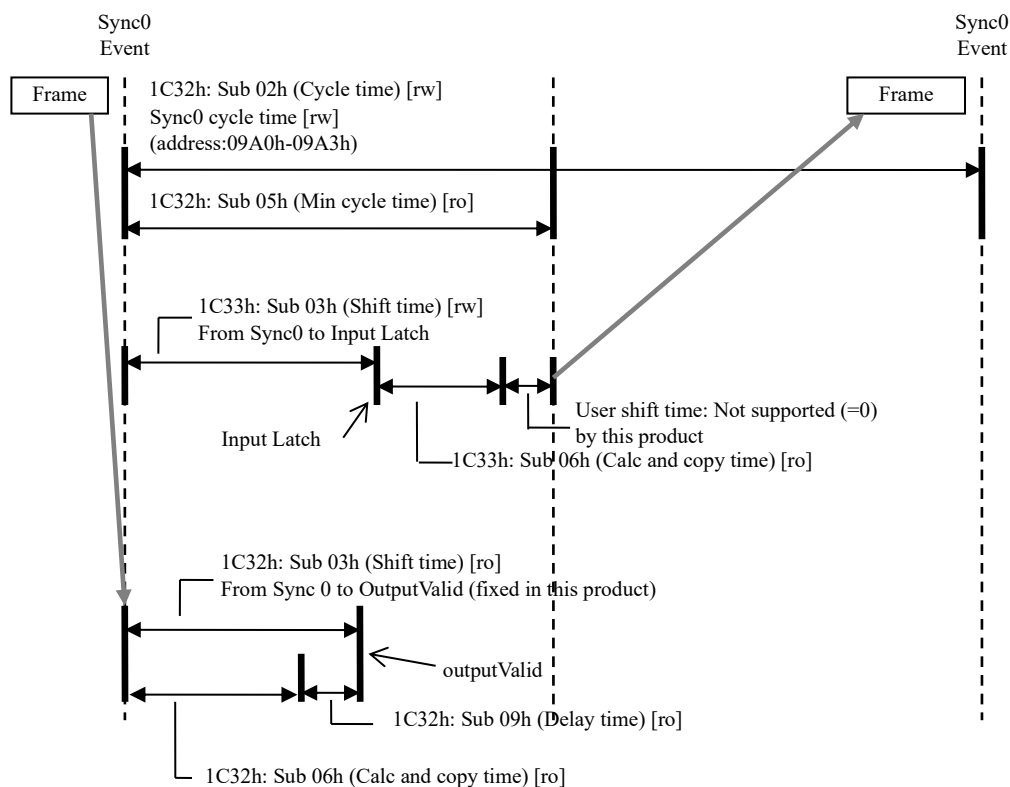 Sync0
Event
Sync0
Event
Frame
Frame
1C32h: Sub 02h (Cycle time) [rw]
Sync0 cycle time [rw]
(address:09A0h-09A3h)
1C32h: Sub 05h (Min cycle time) [ro]
1C33h: Sub 03h (Shift time) [rw]
From Sync0 to Input Latch
Input Latch
User shift time: Not supported (=0)
by this product
1C33h: Sub 06h (Calc and copy time) [ro]
1C32h: Sub 03h (Shift time) [ro]
From Sync 0 to OutputValid (fixed in this product)
outputValid
1C32h: Sub 09h (Delay time) [ro]
1C32h: Sub 06h (Calc and copy time) [ro]